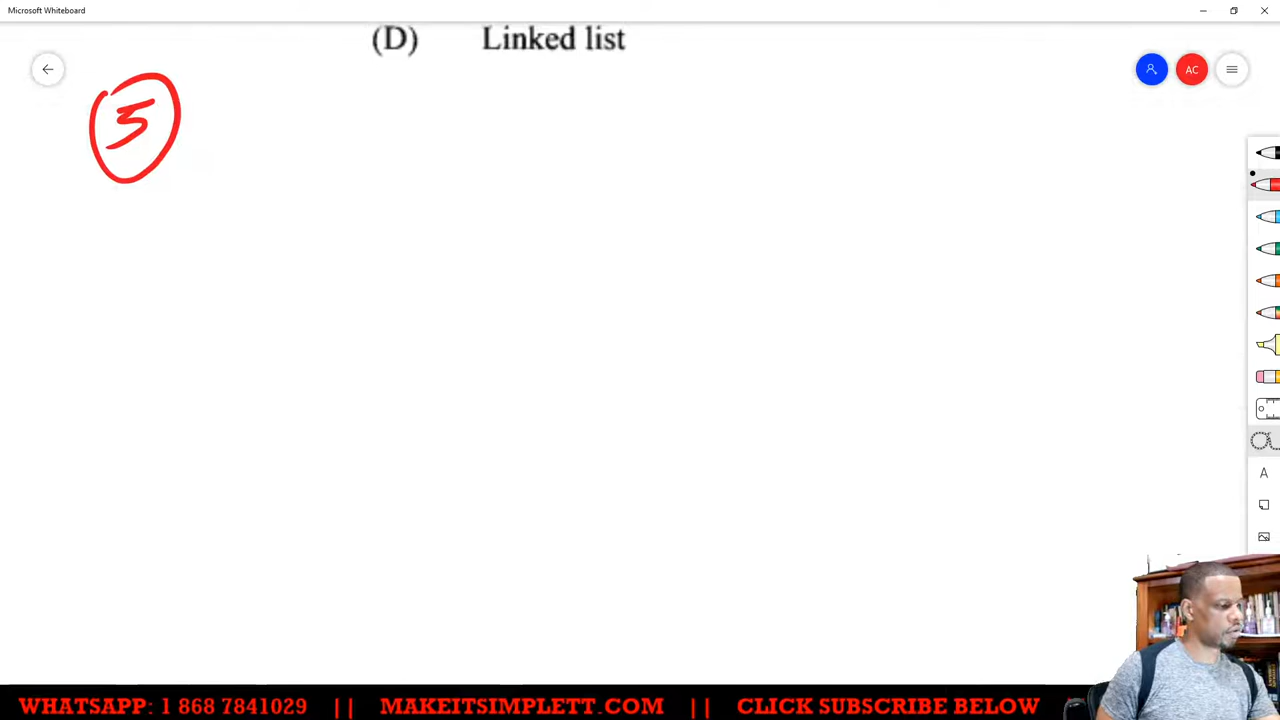 Microsoft Whiteboard
(D) Linked list
AC
5
A
WHATSAPP: 1 868 7841029 || MAKEITSIMPLETT.COM || CLICK SUBSCRIBE BELOW